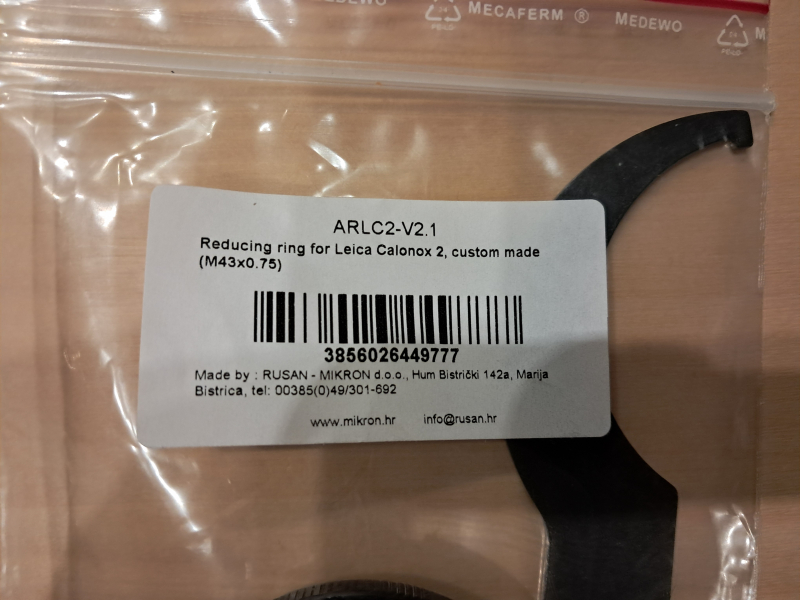 MEDEWO
MECAFERM ® MEDEWO
ARLC2-V2.1
Reducing ring for Leica Calonox 2, custom made
(M43x0.75)
3856026449777
Made by : RUSAN - MIKRON d.o.o., Hum Bistrički 142a, Marija
Bistrica, tel: 00385(0)49/301-692
www.mikron.hr info@rusan.hr